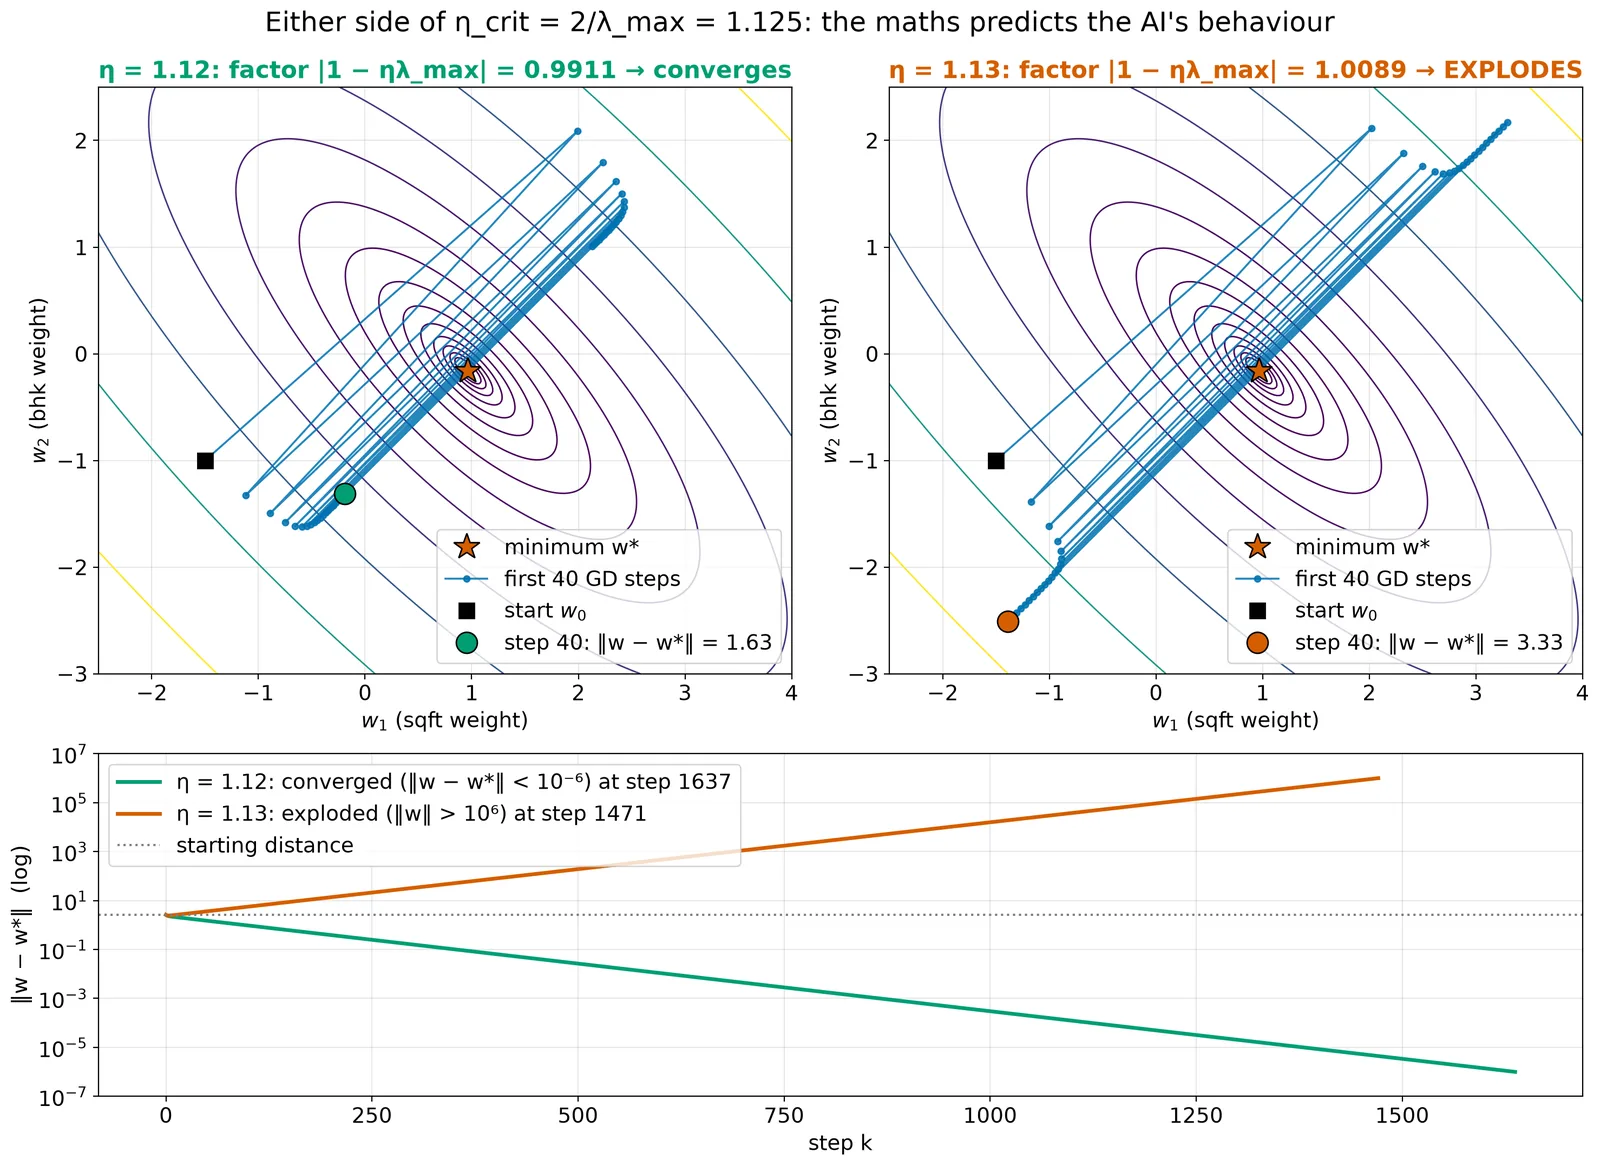 Either side of η_crit = 2/λ_max = 1.125: the maths predicts the AI's behaviour
η = 1.12: factor |1 − ηλ_max| = 0.9911 → converges
2
1
0
−1
−2
−3
w₂ (bhk weight)
minimum w*
first 40 GD steps
start w₀
step 40: ‖w − w*‖ = 1.63
−2
−1
0
1
2
3
4
w₁ (sqft weight)
η = 1.13: factor |1 − ηλ_max| = 1.0089 → EXPLODES
2
1
0
−1
−2
−3
w₂ (bhk weight)
minimum w*
first 40 GD steps
start w₀
step 40: ‖w − w*‖ = 3.33
−2
−1
0
1
2
3
4
w₁ (sqft weight)
10⁷
10⁵
10³
10¹
10⁻¹
10⁻³
10⁻⁵
10⁻⁷
‖w − w*‖ (log)
η = 1.12: converged (‖w − w*‖ < 10⁻⁶) at step 1637
η = 1.13: exploded (‖w‖ > 10⁶) at step 1471
starting distance
0
250
500
750
1000
1250
1500
step k